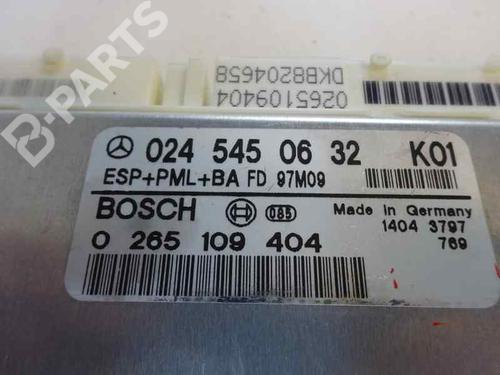 DKB8204658
0265109404
024 545 06 32 K01
ESP+PML+BA FD 97M09
BOSCH 085 Made in Germany
0 265 109 404 1404 3797
769
B-PARTS